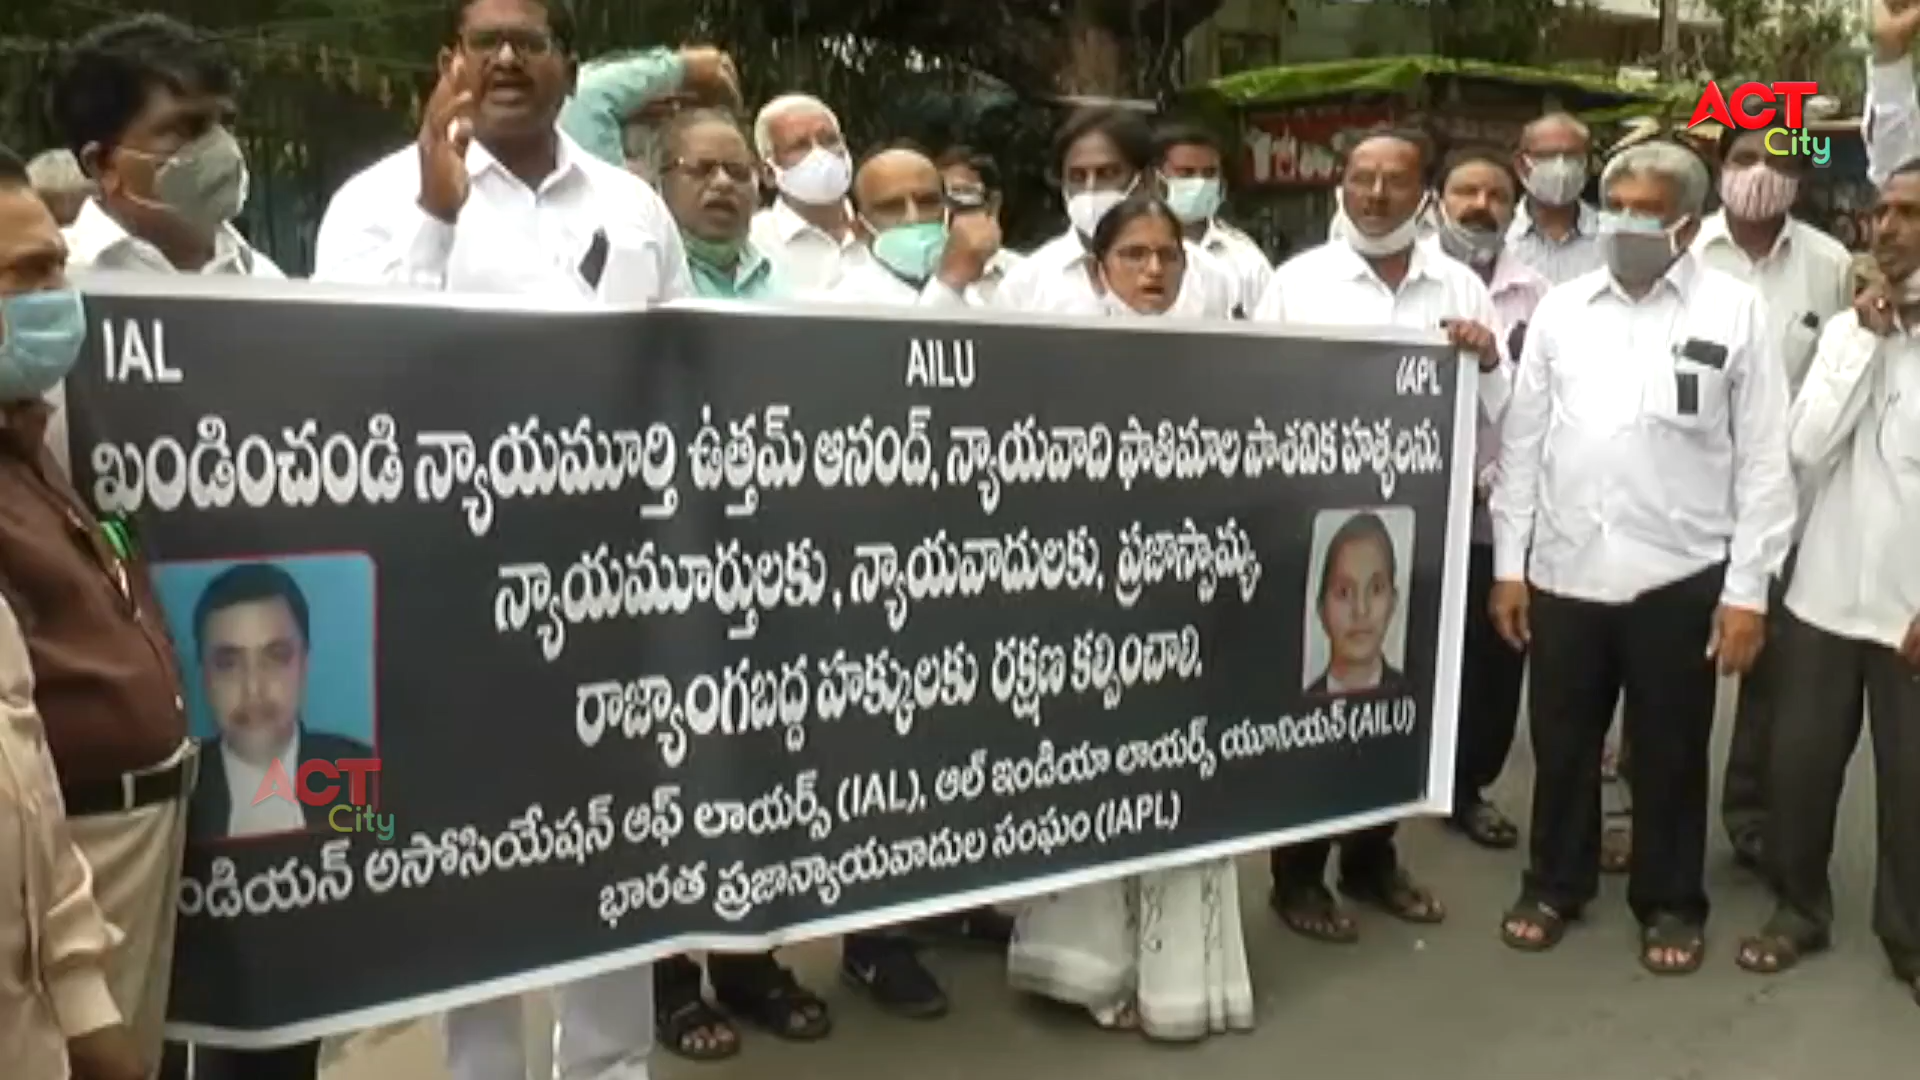 ACT
City
IAL AILU IAPL
ఖండించండి న్యాయమూర్తి ఉత్తమ్ ఆనంద్, న్యాయవాది ఫాతిమాల పాశవిక హత్యలను.
న్యాయమూర్తులకు, న్యాయవాదులకు, ప్రజాస్వామ్య,
రాజ్యాంగబద్ద హక్కులకు రక్షణ కల్పించాలి.
ండియన్ అసోసియేషన్ ఆఫ్ లాయర్స్ (IAL), ఆల్ ఇండియా లాయర్స్ యూనియన్ (AILU)
భారత ప్రజాన్యాయవాదుల సంఘం (IAPL)
ACT
City